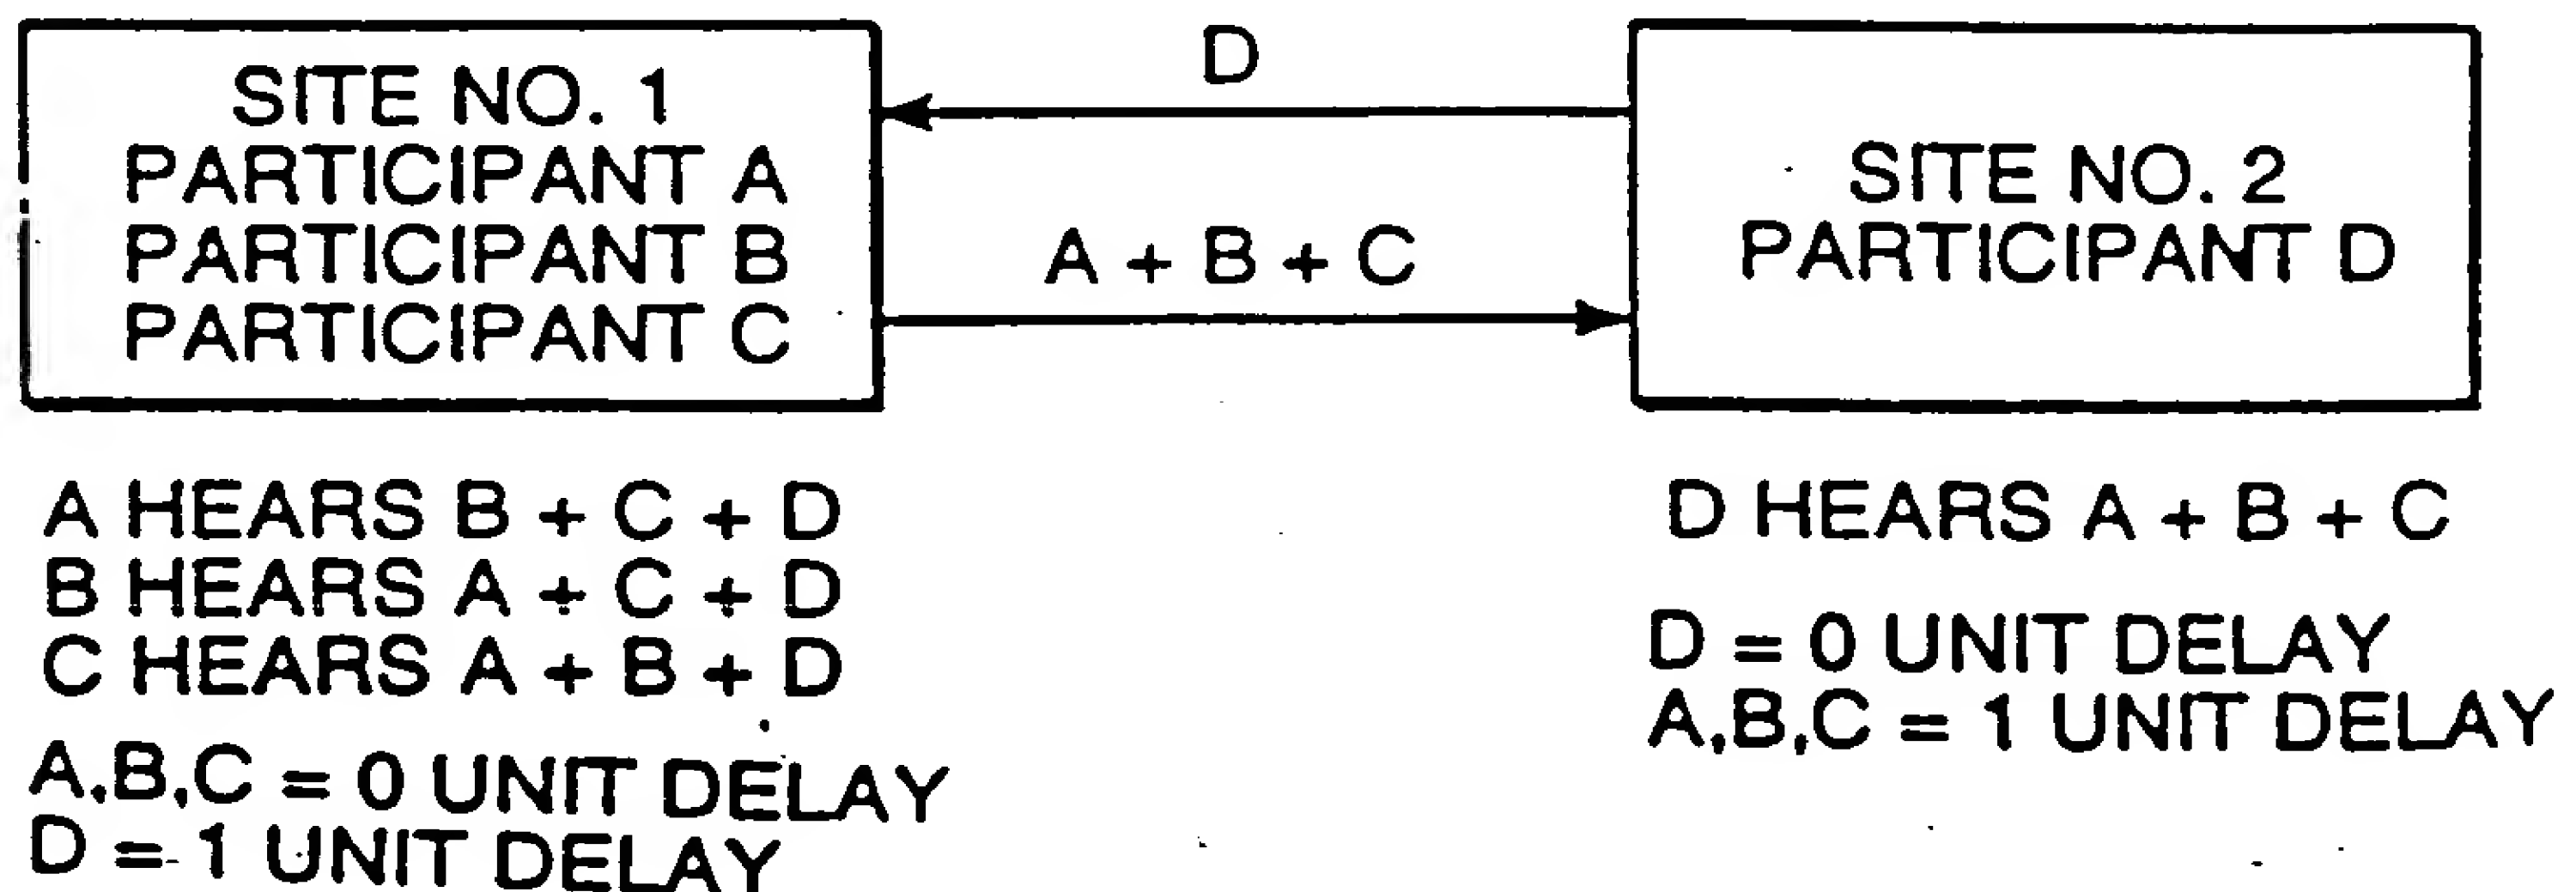 SITE NO. 1
PARTICIPANT A
PARTICIPANT B
PARTICIPANT C
D
A + B + C
SITE NO. 2
PARTICIPANT D
A HEARS B + C + D
B HEARS A + C + D
C HEARS A + B + D
A,B,C = 0 UNIT DELAY
D = 1 UNIT DELAY
D HEARS A + B + C
D = 0 UNIT DELAY
A,B,C = 1 UNIT DELAY